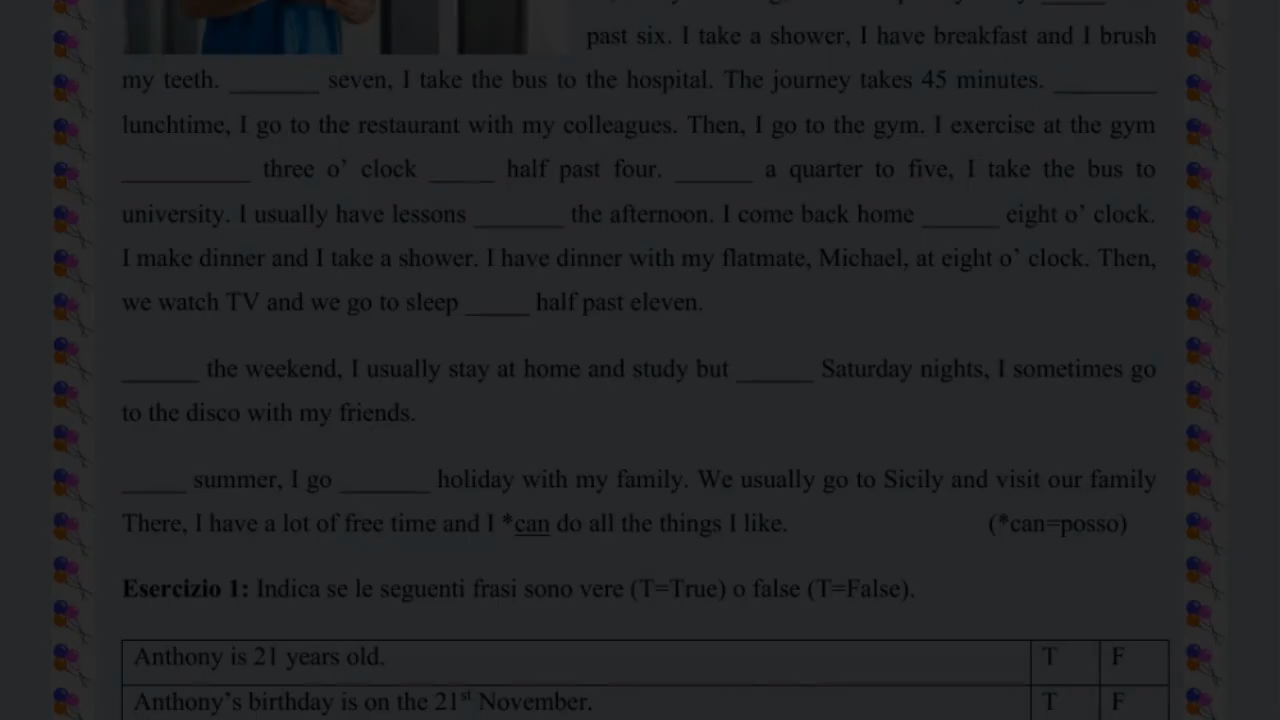 past six. I take a shower, I have breakfast and I brush
my teeth. _______ seven, I take the bus to the hospital. The journey takes 45 minutes. ________
lunchtime, I go to the restaurant with my colleagues. Then, I go to the gym. I exercise at the gym
__________ three o’ clock _____ half past four. ______ a quarter to five, I take the bus to
university. I usually have lessons _______ the afternoon. I come back home ______ eight o’ clock.
I make dinner and I take a shower. I have dinner with my flatmate, Michael, at eight o’ clock. Then,
we watch TV and we go to sleep _____ half past eleven.
______ the weekend, I usually stay at home and study but ______ Saturday nights, I sometimes go
to the disco with my friends.
_____ summer, I go _______ holiday with my family. We usually go to Sicily and visit our family
There, I have a lot of free time and I *can do all the things I like. (*can=posso)
Esercizio 1: Indica se le seguenti frasi sono vere (T=True) o false (T=False).
Anthony is 21 years old. T F
Anthony’s birthday is on the 21st November. T F